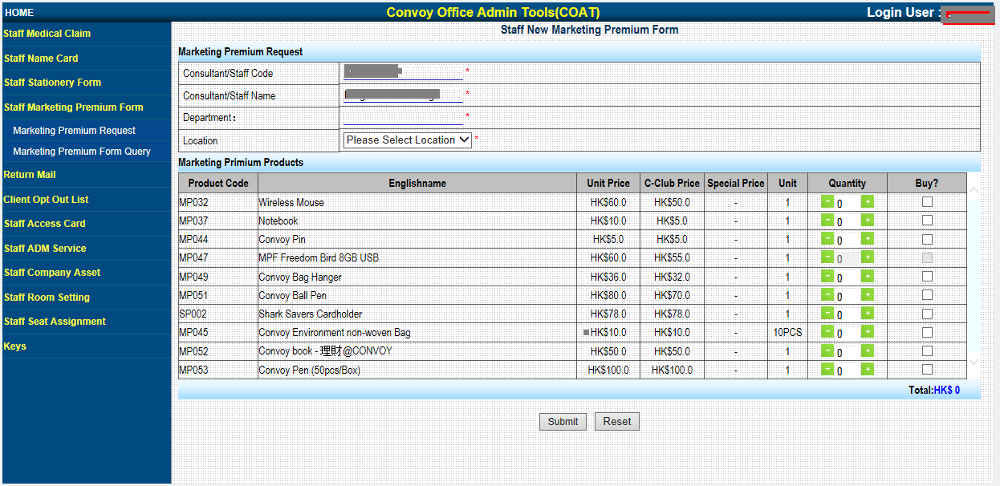 HOME Convoy Office Admin Tools(COAT) Login User :
Staff New Marketing Premium Form
Staff Medical Claim
Staff Name Card
Staff Stationery Form
Staff Marketing Premium Form
Marketing Premium Request
Marketing Premium Form Query
Return Mail
Client Opt Out List
Staff Access Card
Staff ADM Service
Staff Company Asset
Staff Room Setting
Staff Seat Assignment
Keys
Marketing Premium Request
Consultant/Staff Code *
Consultant/Staff Name *
Department: *
Location Please Select Location *
Marketing Primium Products
Product Code Englishname Unit Price C-Club Price Special Price Unit Quantity Buy?
MP032 Wireless Mouse HK$60.0 HK$50.0 - 1 - 0 +
MP037 Notebook HK$10.0 HK$5.0 - 1 - 0 +
MP044 Convoy Pin HK$5.0 HK$5.0 - 1 - 0 +
MP047 MPF Freedom Bird 8GB USB HK$60.0 HK$55.0 - 1 - 0 +
MP049 Convoy Bag Hanger HK$36.0 HK$32.0 - 1 - 0 +
MP051 Convoy Ball Pen HK$80.0 HK$70.0 - 1 - 0 +
SP002 Shark Savers Cardholder HK$78.0 HK$78.0 - 1 - 0 +
MP045 Convoy Environment non-woven Bag HK$10.0 HK$10.0 - 10PCS - 0 +
MP052 Convoy book - 理財@CONVOY HK$50.0 HK$50.0 - 1 - 0 +
MP053 Convoy Pen (50pcs/Box) HK$100.0 HK$100.0 - 1 - 0 +
Total:HK$ 0
Submit Reset